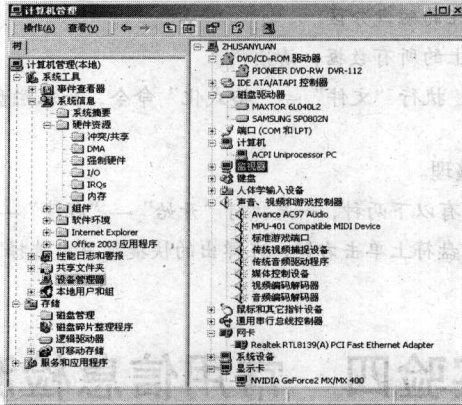 计算机管理
操作(A) 查看(V)
树
计算机管理(本地)
系统工具
事件查看器
系统信息
系统摘要
硬件资源
冲突/共享
DMA
强制硬件
I/O
IRQs
内存
组件
软件环境
Internet Explorer
Office 2003 应用程序
性能日志和警报
共享文件夹
设备管理器
本地用户和组
存储
磁盘管理
磁盘碎片整理程序
逻辑驱动器
可移动存储
服务和应用程序
ZHUSANYUAN
DVD/CD-ROM 驱动器
PIONEER DVD-RW DVR-112
IDE ATA/ATAPI 控制器
磁盘驱动器
MAXTOR 6L040L2
SAMSUNG SP0802N
端口 (COM 和 LPT)
计算机
ACPI Uniprocessor PC
监视器
键盘
人体学输入设备
声音、视频和游戏控制器
Avance AC97 Audio
MPU-401 Compatible MIDI Device
标准游戏端口
传统视频捕捉设备
传统音频驱动程序
媒体控制设备
视频编码解码器
音频编码解码器
鼠标和其它指针设备
通用串行总线控制器
网卡
Realtek RTL8139(A) PCI Fast Ethernet Adapter
系统设备
显示卡
NVIDIA GeForce2 MX/MX 400